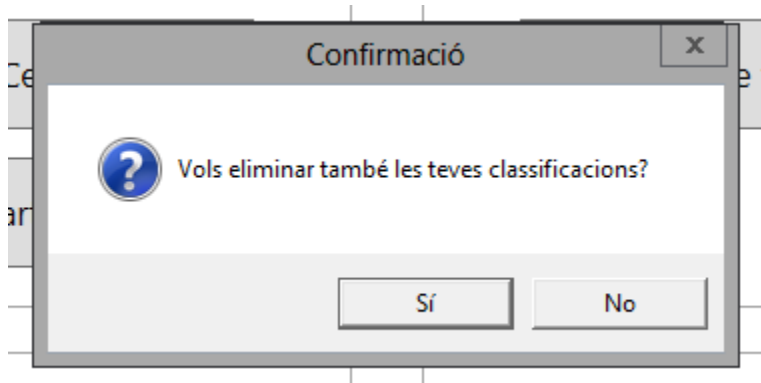 Confirmació
x
Vols eliminar també les teves classificacions?
Sí
No